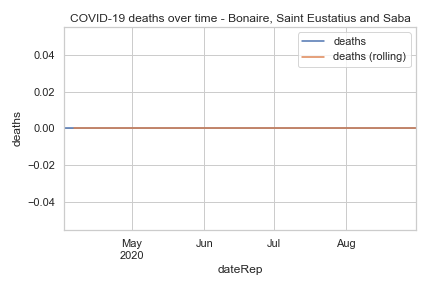 COVID-19 deaths over time - Bonaire, Saint Eustatius and Saba
deaths
deaths (rolling)
deaths
0.04
0.02
0.00
−0.02
−0.04
May
2020
Jun
Jul
Aug
dateRep